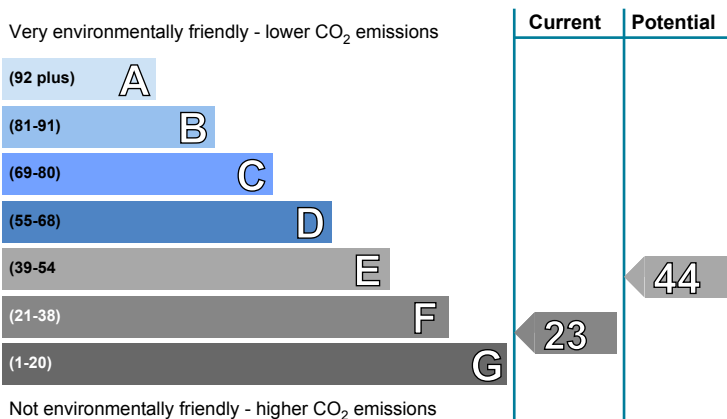 Very environmentally friendly - lower CO2 emissions
Current
Potential
(92 plus) A
(81-91) B
(69-80) C
(55-68) D
(39-54 E
44
(21-38) F
23
(1-20) G
Not environmentally friendly - higher CO2 emissions